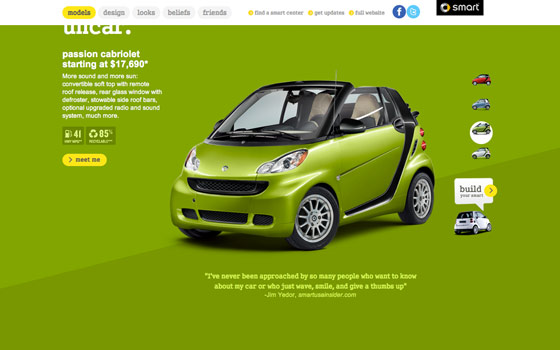 models design looks beliefs friends find a smart center get updates full website smart
uncar.
passion cabriolet
starting at $17,690*
More sound and more sun:
convertible soft top with remote
roof release, rear glass window with
defroster, stowable side roof bars,
optional upgraded radio and sound
system, much more.
41 85%
HWY MPG** RECYCLABLE**
meet me
build
your smart
"I've never been approached by so many people who want to know
about my car or who just wave, smile, and give a thumbs up"
-Jim Yedor, smartusainsider.com